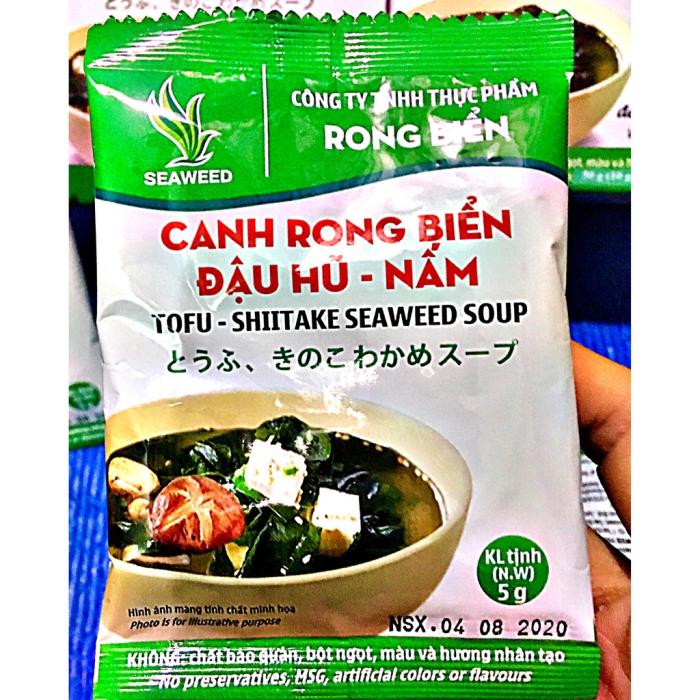 SEAWEED
CÔNG TY TNHH THỰC PHẨM
RONG BIỂN
CANH RONG BIỂN
ĐẬU HŨ - NẤM
TOFU - SHIITAKE SEAWEED SOUP
とうふ、きのこわかめスープ
KL tịnh
(N.W)
5 g
Hình ảnh mang tính chất minh họa
Photo is for illustrative purpose
NSX.04 08 2020
KHÔNG: chất bảo quản, bột ngọt, màu và hương nhân tạo
No preservatives, MSG, artificial colors or flavours